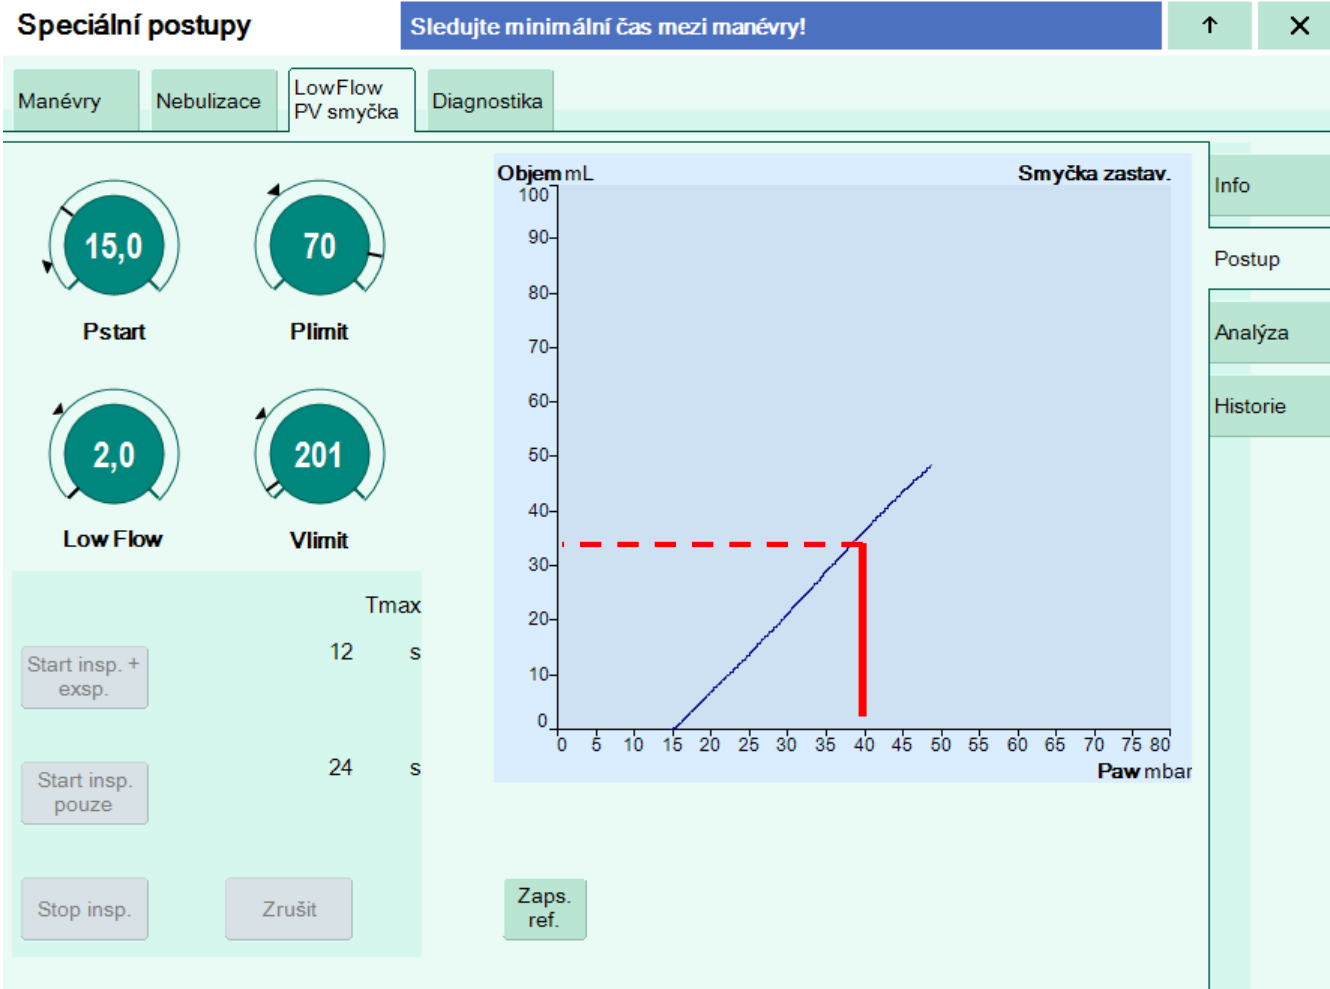 Speciální postupy
Sledujte minimální čas mezi manévry!
Manévry
Nebulizace
LowFlow
PV smyčka
Diagnostika
15,0
Pstart
70
Plimit
2,0
Low Flow
201
Vlimit
Tmax
Start insp. +
exsp.
12 s
Start insp.
pouze
24 s
Stop insp.
Zrušit
Objem mL
Smyčka zastav.
100
90
80
70
60
50
40
30
20
10
0
0 5 10 15 20 25 30 35 40 45 50 55 60 65 70 75 80
Paw mbar
Zaps.
ref.
Info
Postup
Analýza
Historie